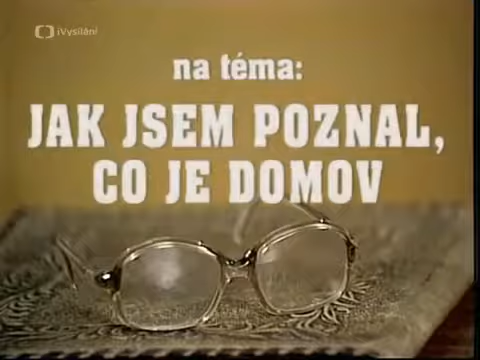 iVysílání
na téma:
JAK JSEM POZNAL,
CO JE DOMOV